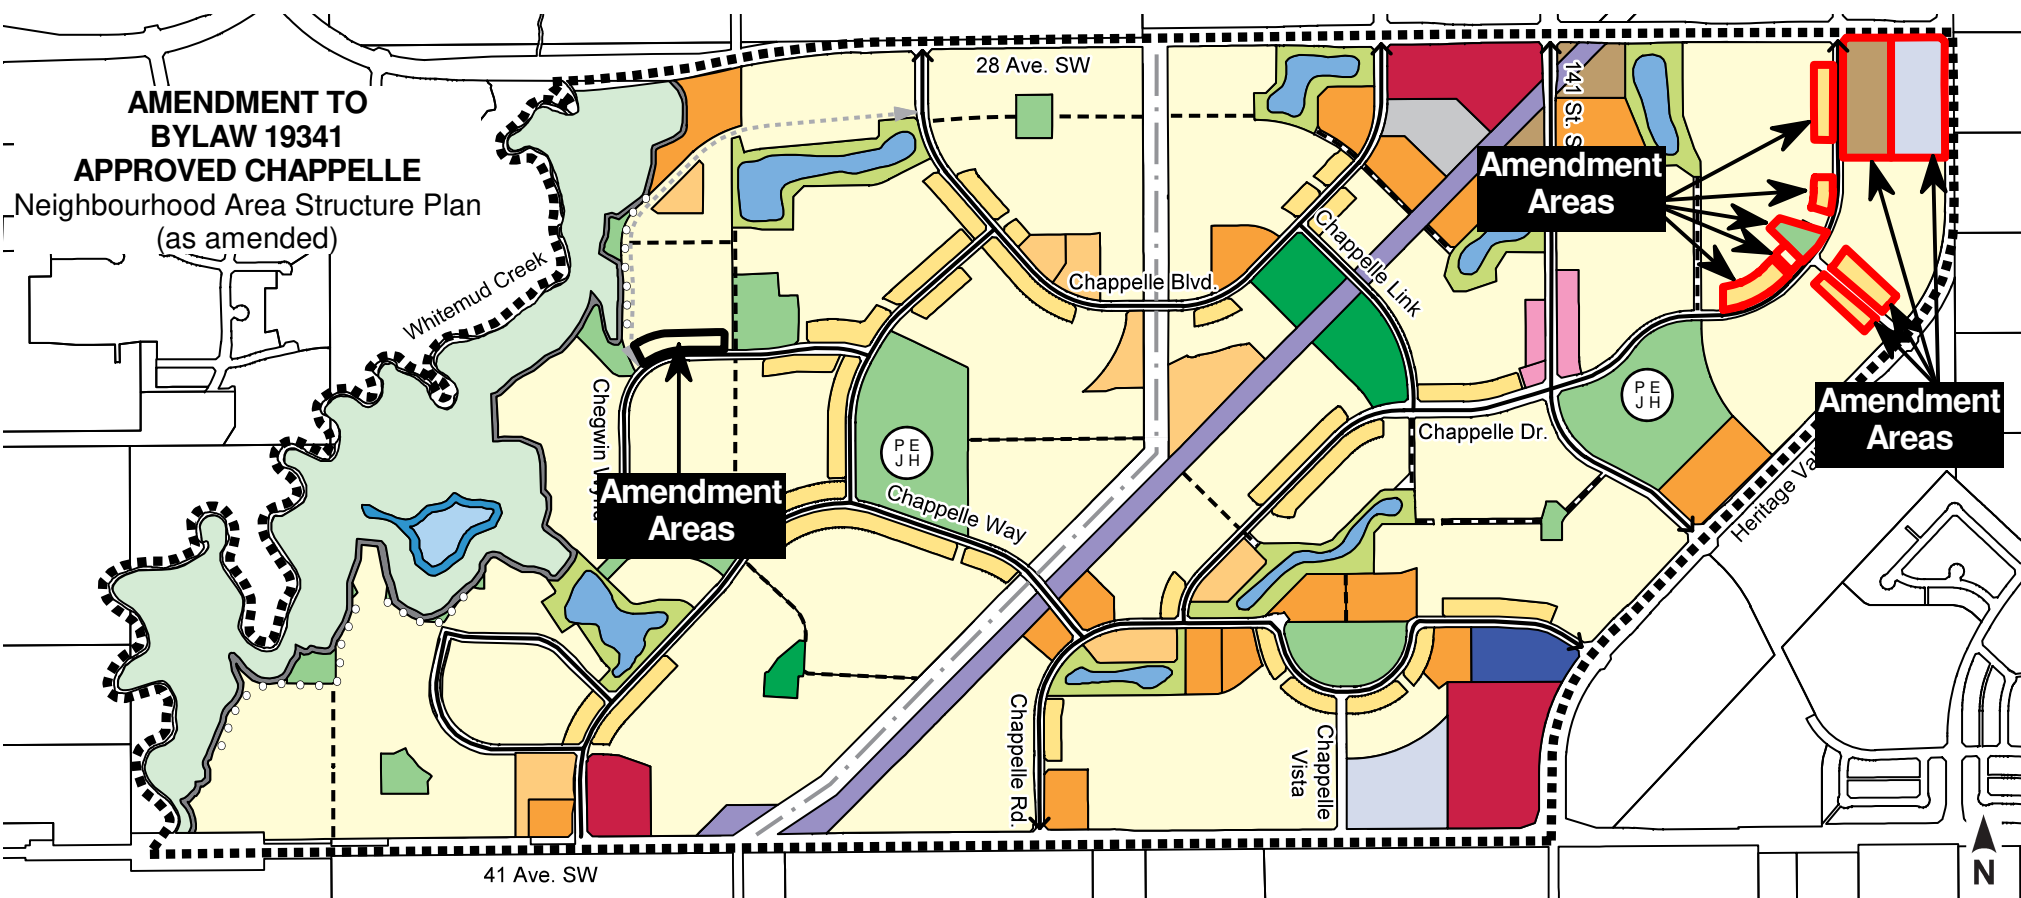 AMENDMENT TO
BYLAW 19341
APPROVED CHAPPELLE
Neighbourhood Area Structure Plan
(as amended)
Whitemud Creek
28 Ave. SW
141 St. S
Amendment
Areas
Chappelle Link
Chappelle Blvd.
P E
J H
Amendment
Areas
Chappelle Dr.
Chegwin
P E
J H
Amendment
Areas
Chappelle Way
Heritage
Chappelle Rd.
Chappelle
Vista
41 Ave. SW
N